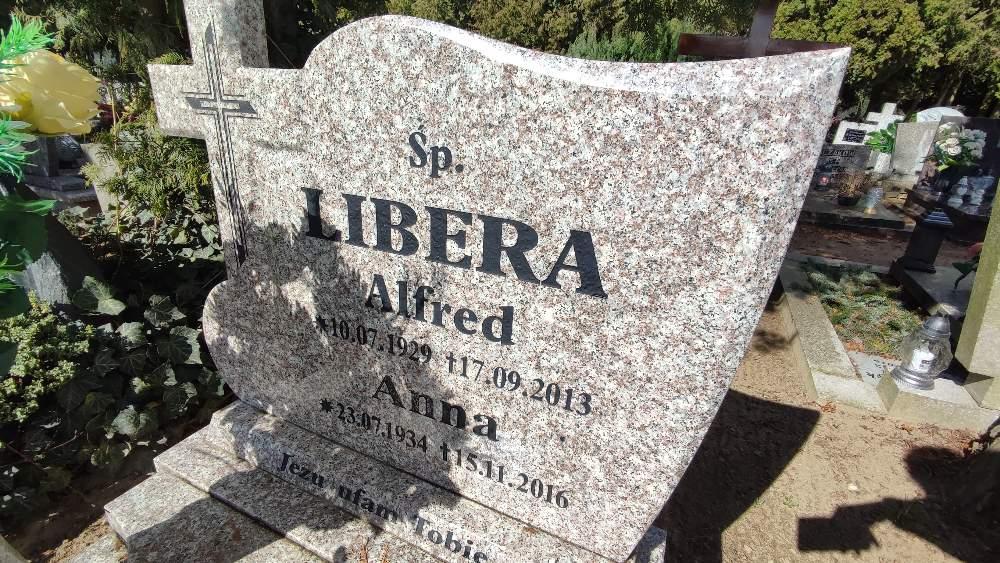 Śp.
LIBERA
Alfred
*10.07.1929 †17.09.2013
Anna
*23.07.1934 †15.11.2016
Jezu ufam Tobie